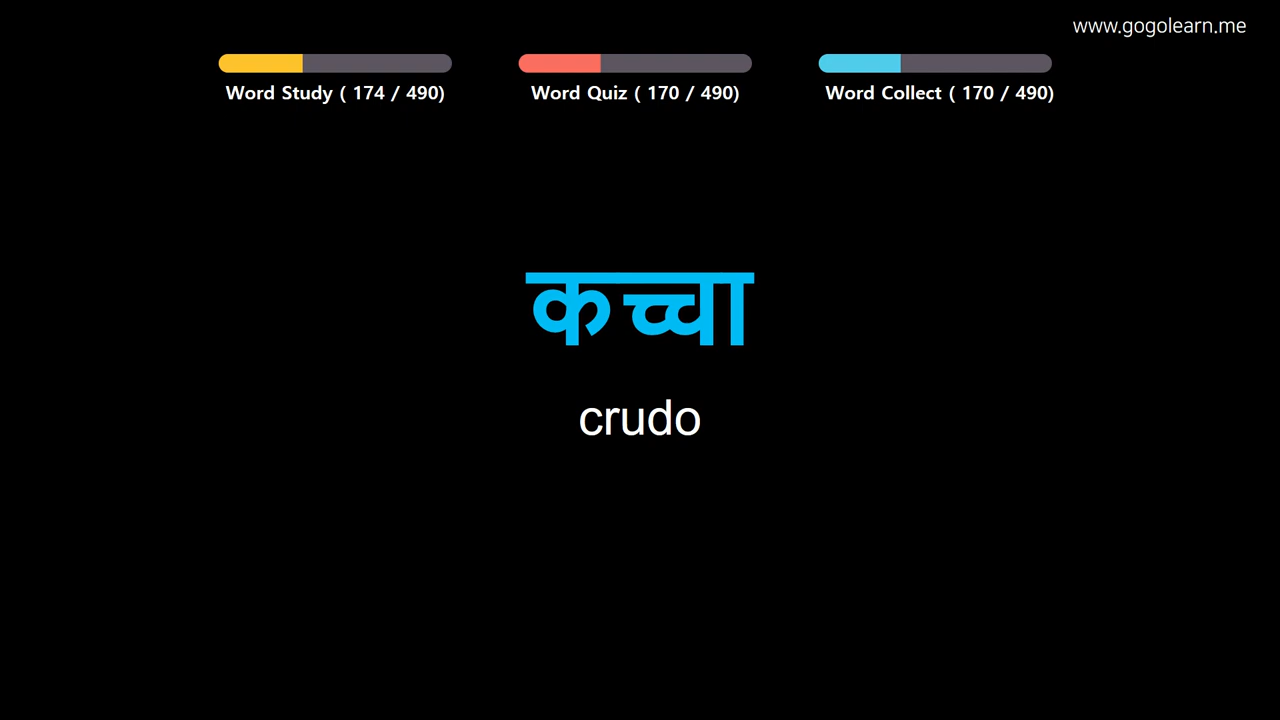 www.gogolearn.me
Word Study ( 174 / 490)
Word Quiz ( 170 / 490)
Word Collect ( 170 / 490)
कच्चा
crudo